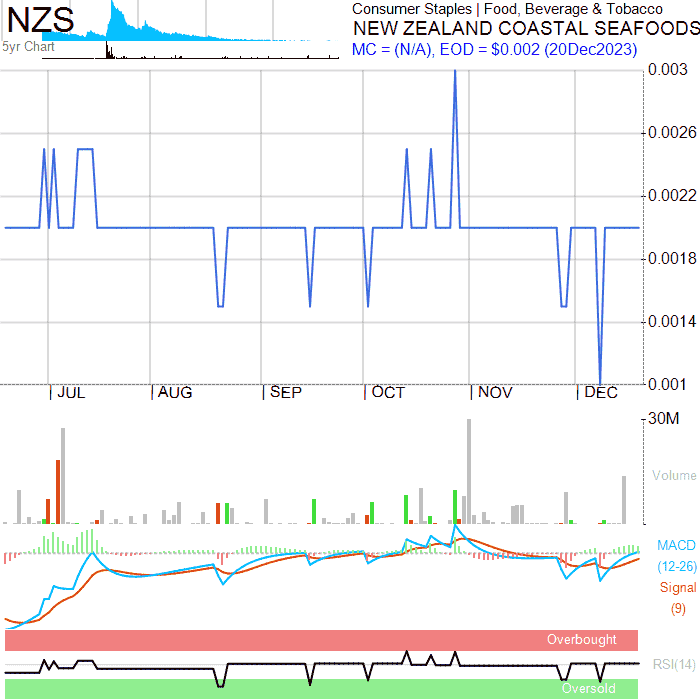 NZS
5yr Chart
Consumer Staples | Food, Beverage & Tobacco
NEW ZEALAND COASTAL SEAFOODS
MC = (N/A), EOD = $0.002 (20Dec2023)
0.003
0.0026
0.0022
0.0018
0.0014
0.001
JUL AUG SEP OCT NOV DEC
30M
Volume
MACD
(12-26)
Signal
(9)
Overbought
RSI(14)
Oversold